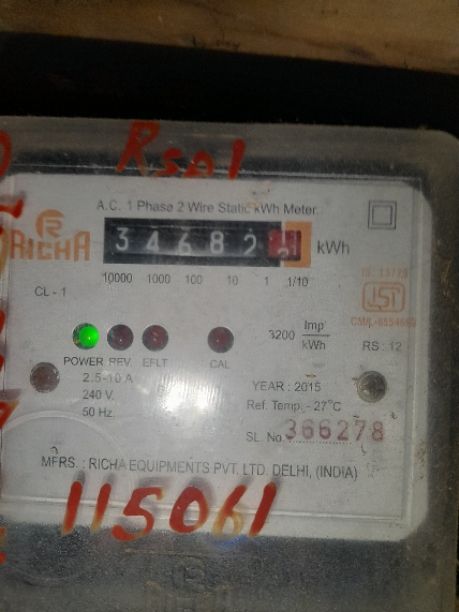 Rsal
A.C. 1 Phase 2 Wire Static kWh Meter.
RICHA
34682 kWh
10000 1000 100 10 1 1/10
CL - 1
3200 Imp/kWh
RS : 12
POWER REV. EFLT CAL
2.5-10 A
240 V.
50 Hz.
YEAR : 2015
Ref. Temp. - 27°C
SL. No. 366278
MFRS. : RICHA EQUIPMENTS PVT. LTD. DELHI, (INDIA)
115061